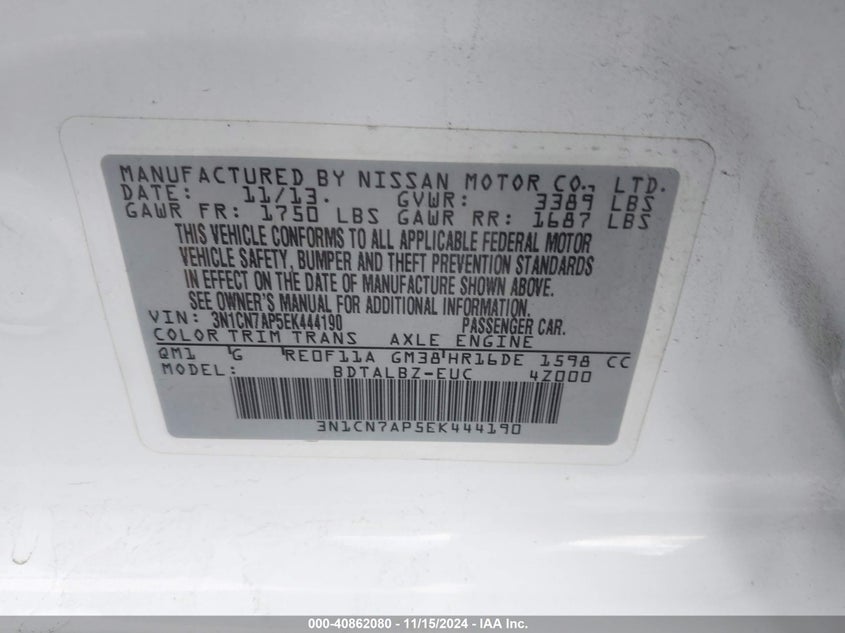 MANUFACTURED BY NISSAN MOTOR CO., LTD.
DATE: 11/13. GVWR: 3389 LBS
GAWR FR: 1750 LBS GAWR RR: 1687 LBS
THIS VEHICLE CONFORMS TO ALL APPLICABLE FEDERAL MOTOR
VEHICLE SAFETY, BUMPER AND THEFT PREVENTION STANDARDS
IN EFFECT ON THE DATE OF MANUFACTURE SHOWN ABOVE.
SEE OWNER'S MANUAL FOR ADDITIONAL INFORMATION.
VIN: 3N1CN7AP5EK444190 PASSENGER CAR.
COLOR TRIM TRANS AXLE ENGINE
QM1 G RE0F11A GM38 HR16DE 1598 CC
MODEL: BDTALBZ-EUC 4Z000
3N1CN7AP5EK444190
000-40862080 - 11/15/2024 - IAA Inc.